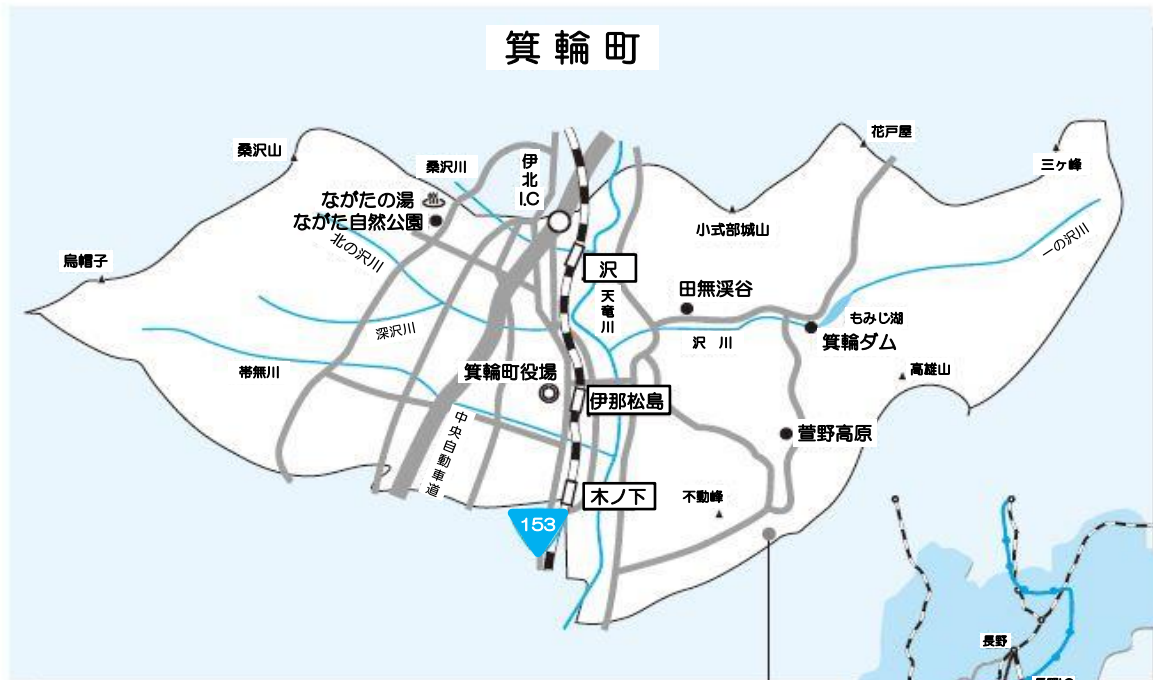 箕輪町
花戸屋
桑沢山
桑沢川
伊北I.C
三ヶ峰
ながたの湯
ながた自然公園
北の沢川
小式部城山
一の沢川
烏帽子
沢
田無渓谷
天竜川
もみじ湖
深沢川
沢川
箕輪ダム
帯無川
箕輪町役場
高雄山
伊那松島
中央自動車道
萱野高原
木ノ下
不動峰
153
長野